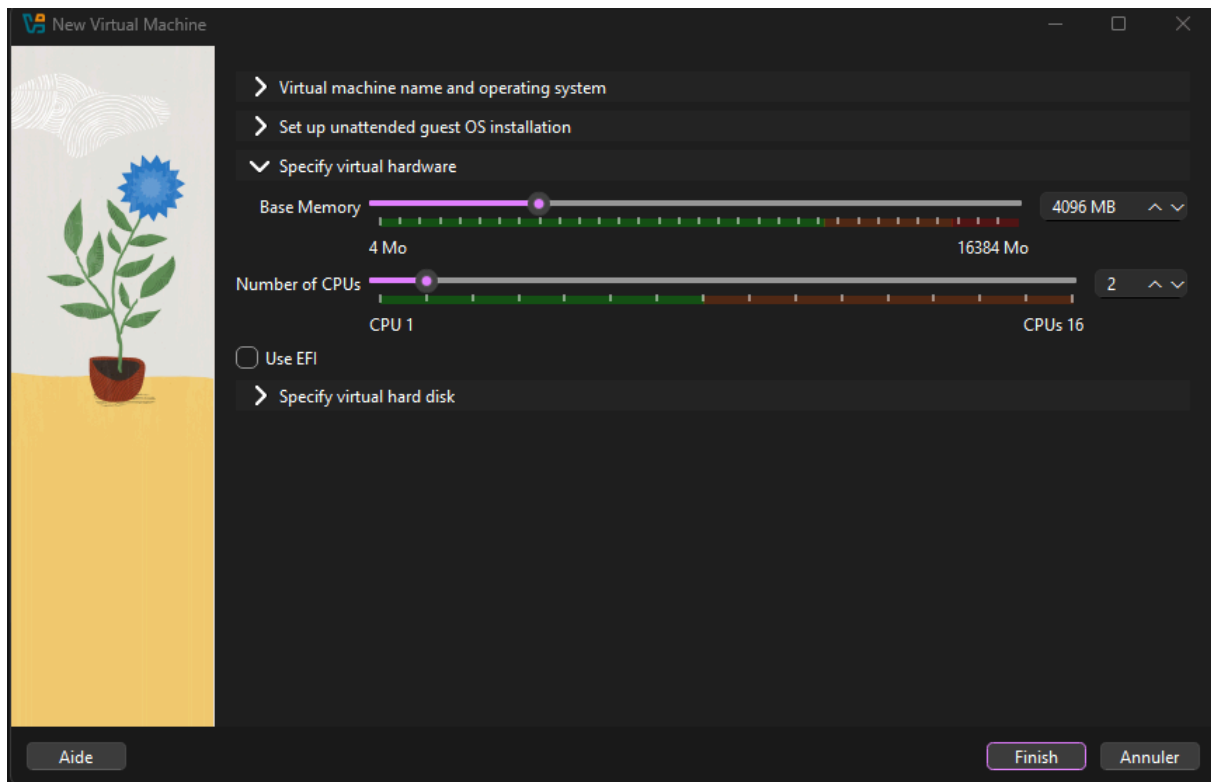 New Virtual Machine
Virtual machine name and operating system
Set up unattended guest OS installation
Specify virtual hardware
Base Memory 4096 MB
4 Mo 16384 Mo
Number of CPUs 2
CPU 1 CPUs 16
Use EFI
Specify virtual hard disk
Aide Finish Annuler